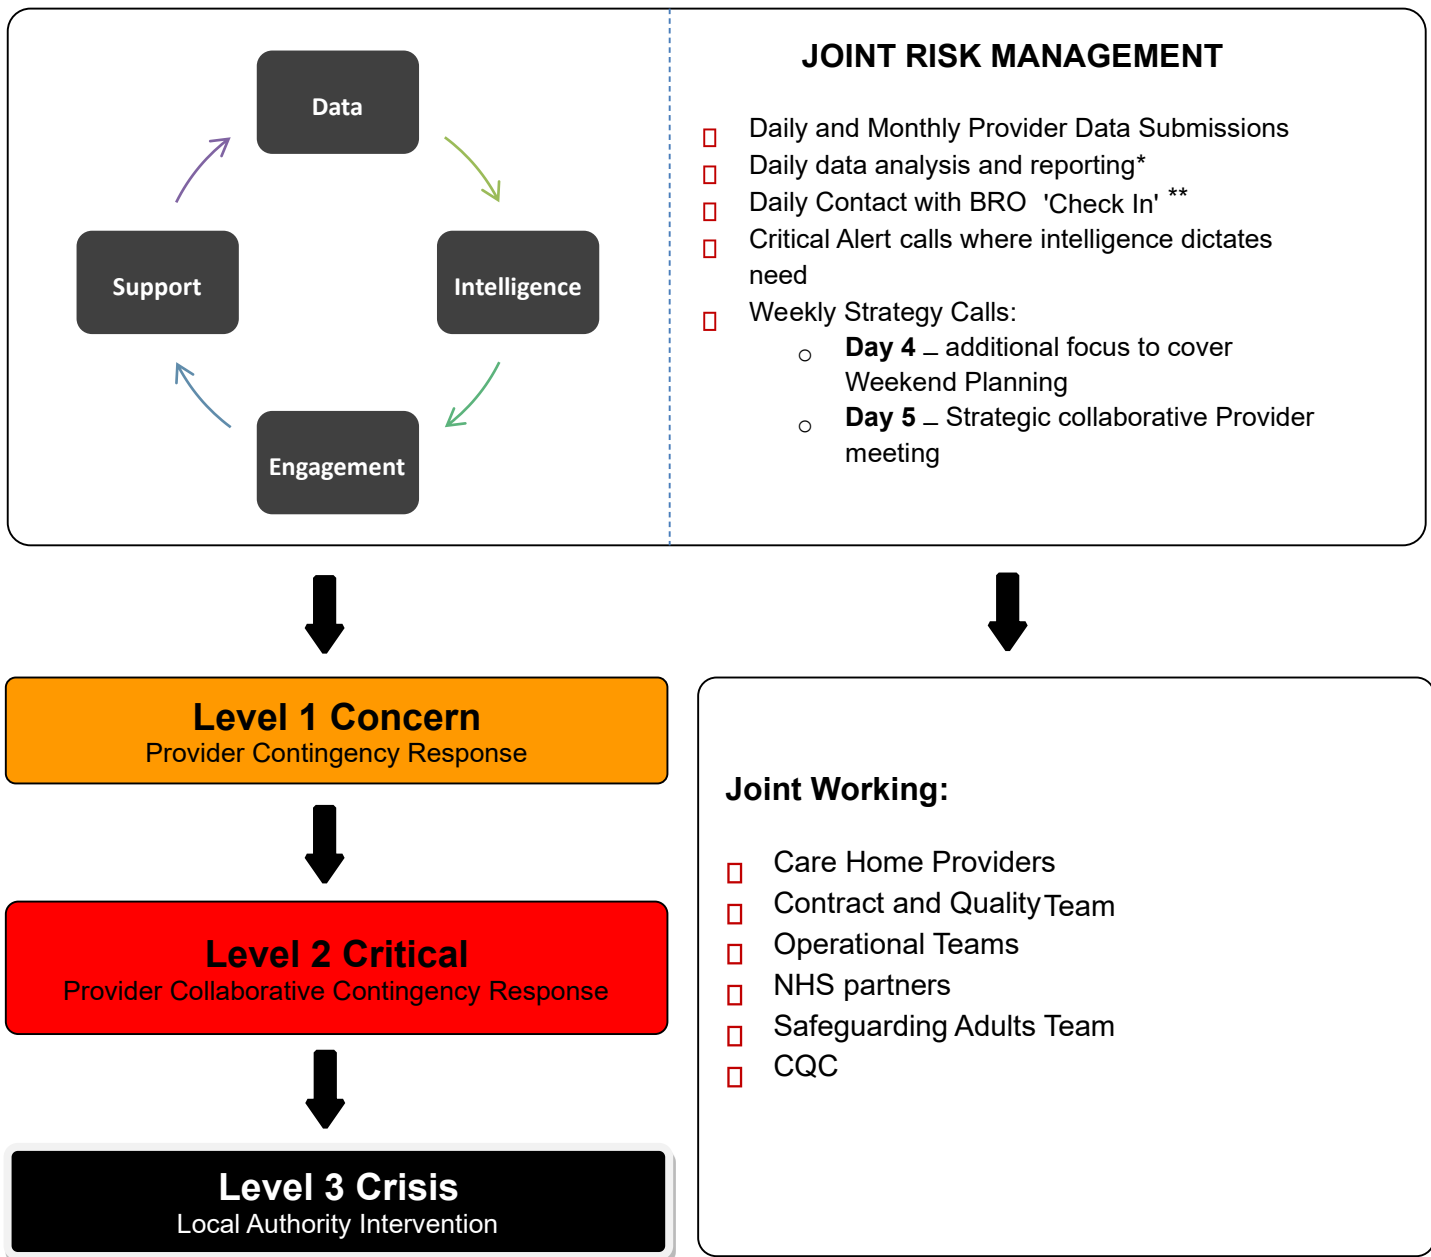 Data
Support
Intelligence
Engagement
JOINT RISK MANAGEMENT
Daily and Monthly Provider Data Submissions
Daily data analysis and reporting*
Daily Contact with BRO 'Check In' **
Critical Alert calls where intelligence dictates
need
Weekly Strategy Calls:
Day 4 – additional focus to cover
Weekend Planning
Day 5 – Strategic collaborative Provider
meeting
Level 1 Concern
Provider Contingency Response
Level 2 Critical
Provider Collaborative Contingency Response
Level 3 Crisis
Local Authority Intervention
Joint Working:
Care Home Providers
Contract and Quality Team
Operational Teams
NHS partners
Safeguarding Adults Team
CQC